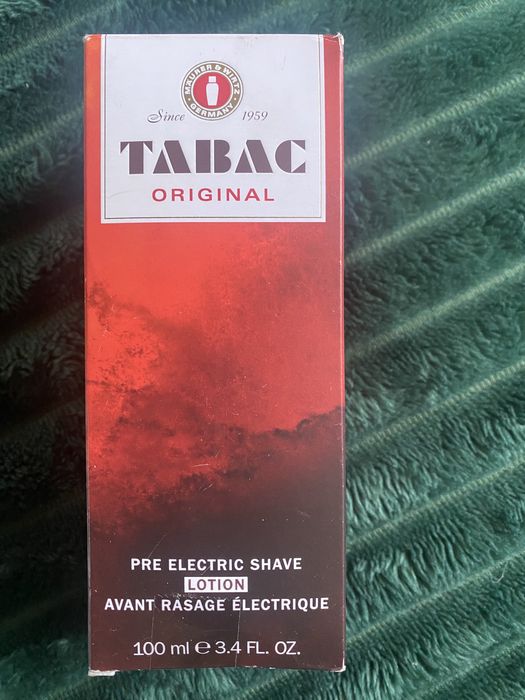 MÄURER & WIRTZ
GERMANY
Since 1959
TABAC
ORIGINAL
PRE ELECTRIC SHAVE
LOTION
AVANT RASAGE ÉLECTRIQUE
100 ml e 3.4 FL. OZ.